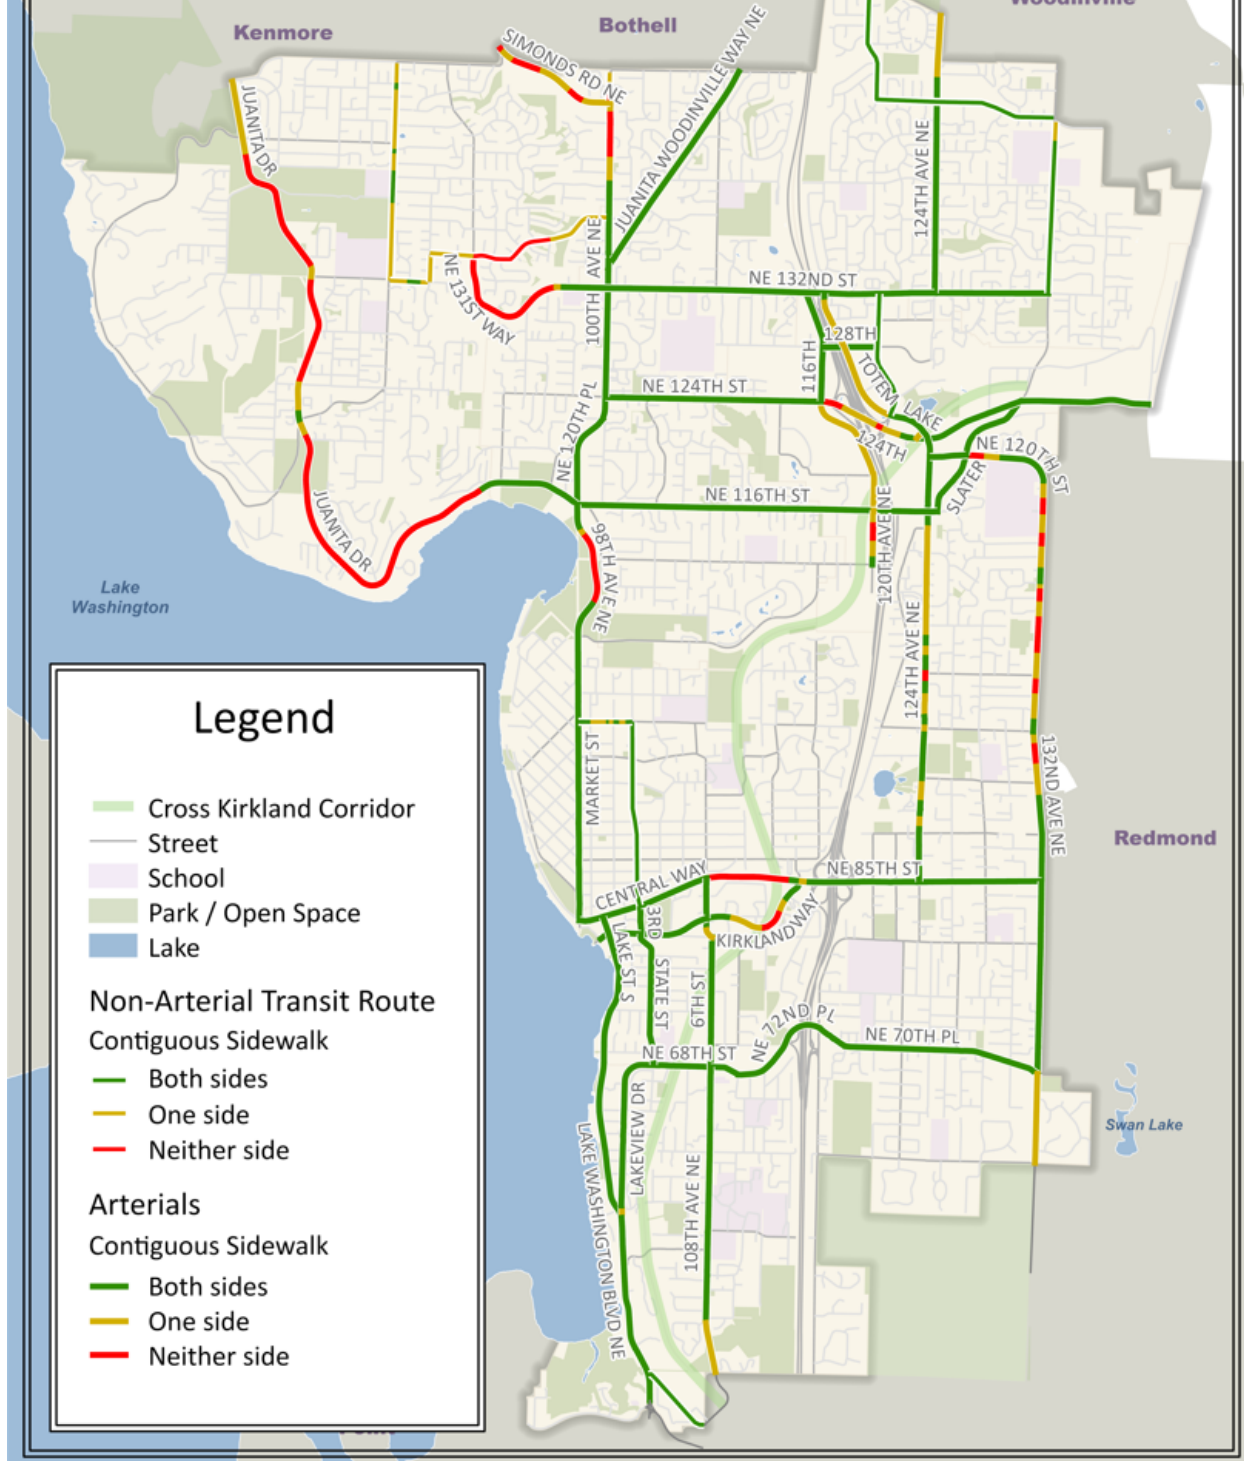 Woodinville
Kenmore
Bothell
SIMONDS RD NE
JUANITA WOODINVILLE WAY NE
JUANITA DR
124TH AVE NE
100TH AVE NE
NE 131ST WAY
NE 132ND ST
128TH
116TH
TOTEM LAKE
NE 124TH ST
NE 120TH PL
124TH
NE 120TH ST
SLATER
NE 116TH ST
JUANITA DR
120TH AVE NE
98TH AVE NE
Lake
Washington
124TH AVE NE
MARKET ST
132ND AVE NE
Redmond
NE 85TH ST
CENTRAL WAY
3RD
KIRKLAND WAY
LAKE ST S
STATE ST
6TH ST
NE 72ND PL
NE 70TH PL
NE 68TH ST
LAKEVIEW DR
Swan Lake
LAKE WASHINGTON BLVD NE
108TH AVE NE
Legend
Cross Kirkland Corridor
Street
School
Park / Open Space
Lake
Non-Arterial Transit Route
Contiguous Sidewalk
Both sides
One side
Neither side
Arterials
Contiguous Sidewalk
Both sides
One side
Neither side